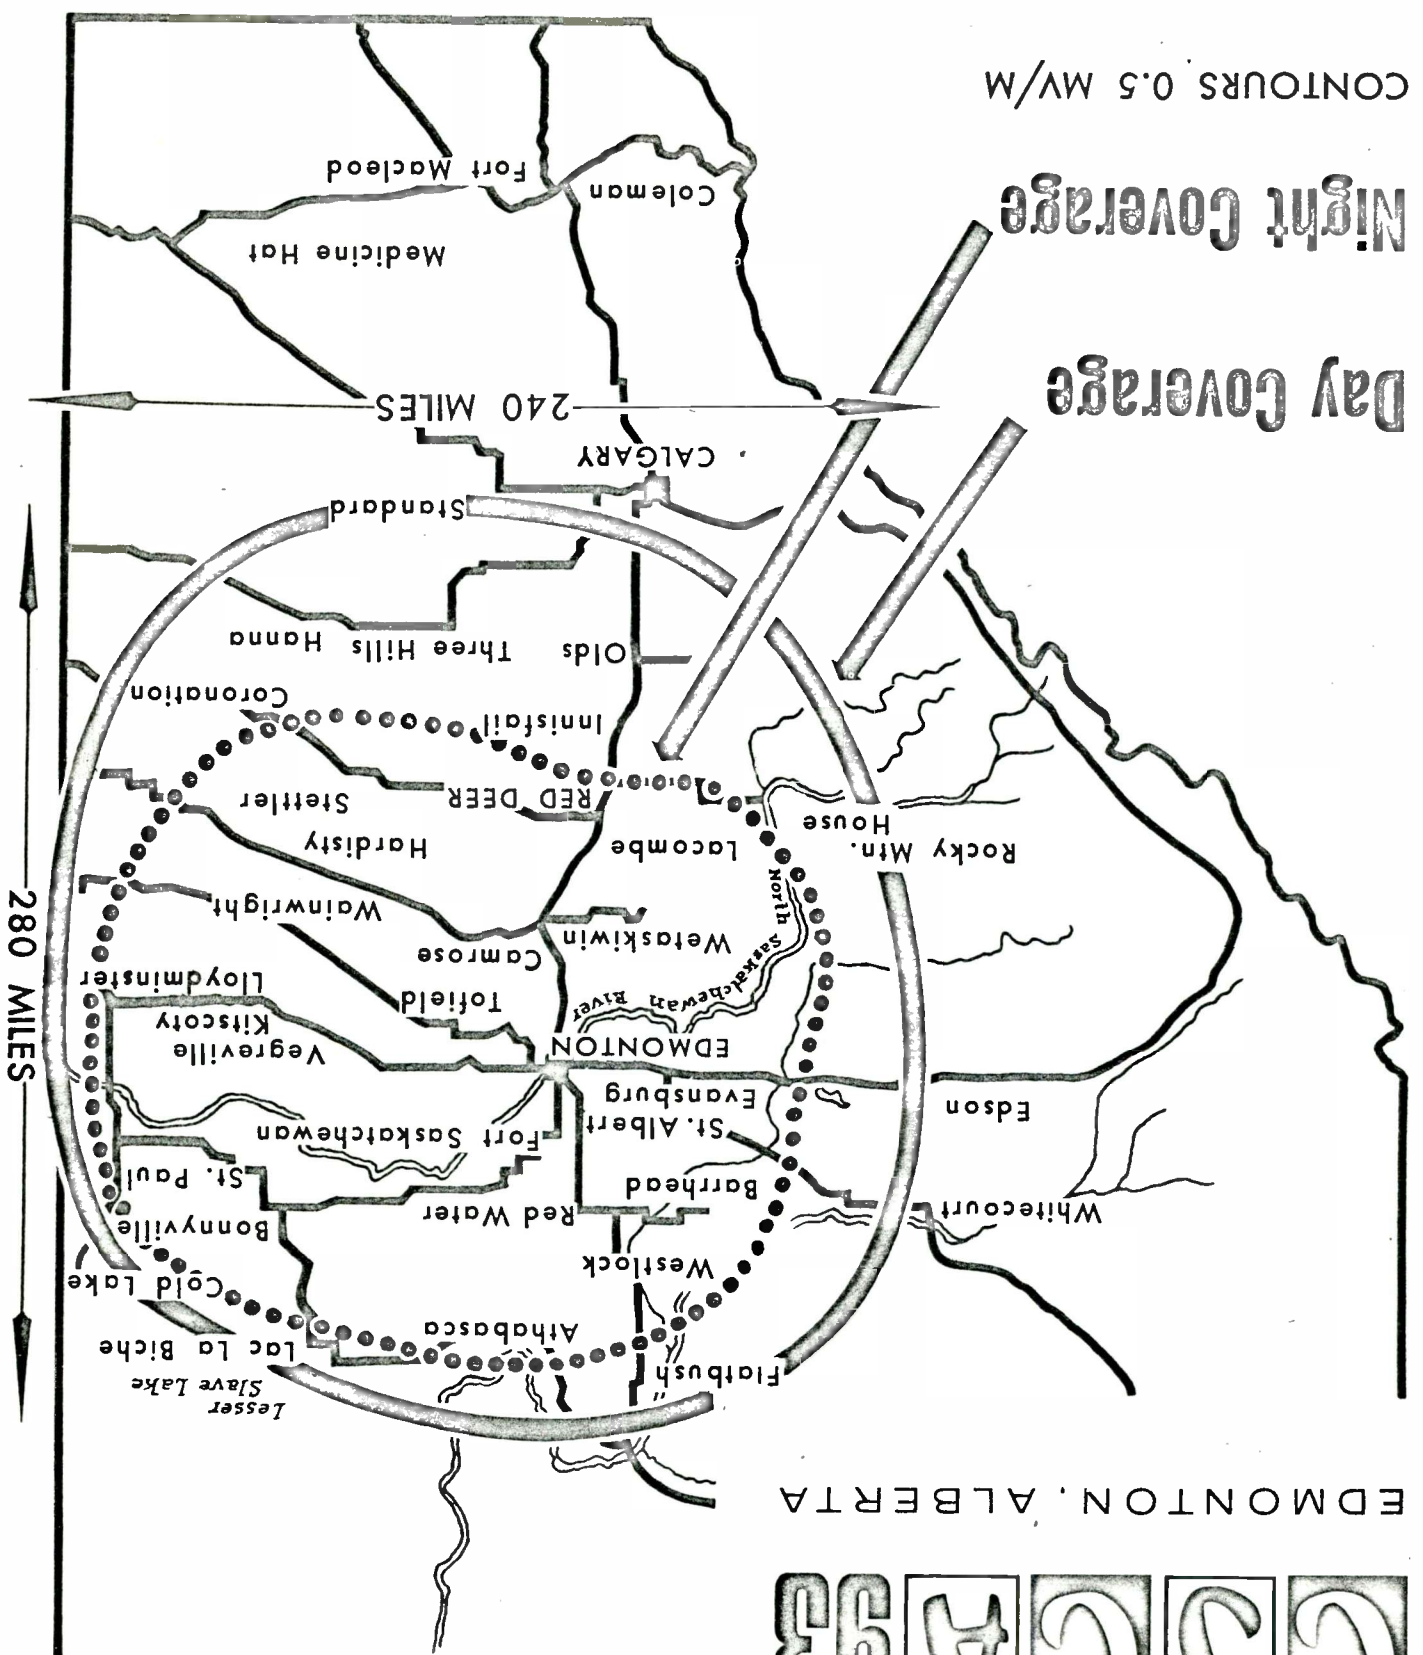 CJCA 93
EDMONTON, ALBERTA
Lesser
Slave Lake
Flatbush
Lac La Biche
Athabasca
Cold Lake
Westlock
Whitecourt
Bonnyville
Red Water
Barrhead
St. Paul
Fort Saskatchewan
St. Albert
Edson
Evansburg
EDMONTON
Vegreville
Kitscoty
Lloydminster
Tofield
North Saskatchewan River
Camrose
Wetaskiwin
Wainwright
280 MILES
Hardisty
Lacombe
Rocky Mtn.
House
Stettler
RED DEER
Innisfail
Coronation
Olds
Three Hills
Hanna
Standard
CALGARY
240 MILES
Day Coverage
Medicine Hat
Night Coverage
Coleman
Fort Macleod
CONTOURS 0.5 MV/M